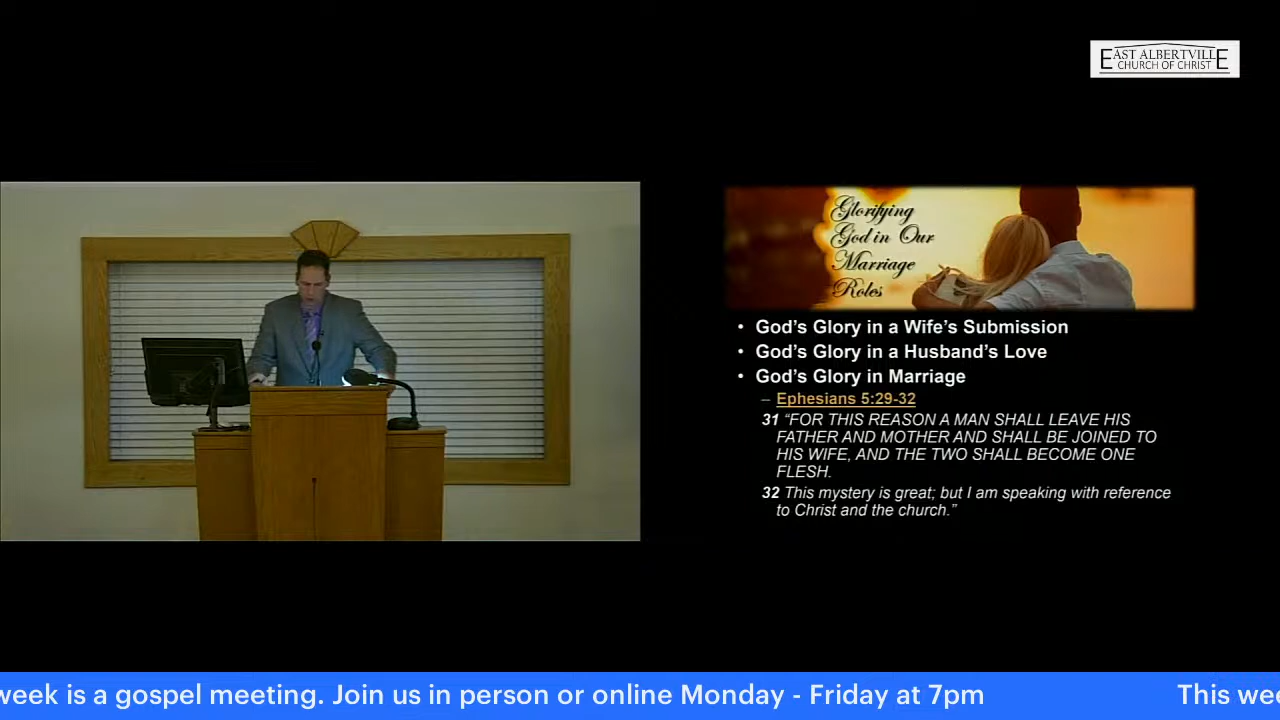 EAST ALBERTVILLE
CHURCH OF CHRIST
Glorifying
God in Our
Marriage
Roles
• God's Glory in a Wife's Submission
• God's Glory in a Husband's Love
• God's Glory in Marriage
– Ephesians 5:29-32
31 “FOR THIS REASON A MAN SHALL LEAVE HIS
FATHER AND MOTHER AND SHALL BE JOINED TO
HIS WIFE, AND THE TWO SHALL BECOME ONE
FLESH.
32 This mystery is great; but I am speaking with reference
to Christ and the church.”
week is a gospel meeting. Join us in person or online Monday - Friday at 7pm This wee